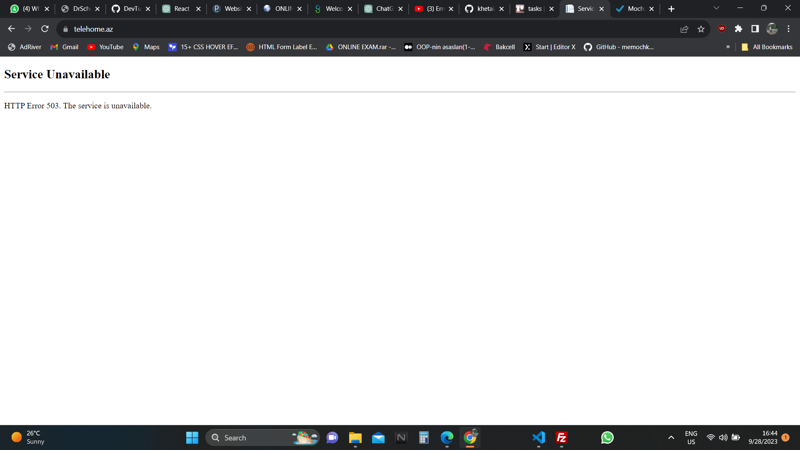 (4) W
DrSch
DevTo
React
Websi
ONLIN
Welco
ChatG
(3) Em
khetai
tasks
Servic
Moch
telehome.az
AdRiver
Gmail
YouTube
Maps
15+ CSS HOVER EF...
HTML Form Label E...
ONLINE EXAM.rar -...
OOP-nin əsasları(1-...
Bakcell
Start | Editor X
GitHub - memochk...
»
All Bookmarks
Service Unavailable
HTTP Error 503. The service is unavailable.
26°C
Sunny
Search
ENG
US
16:44
9/28/2023